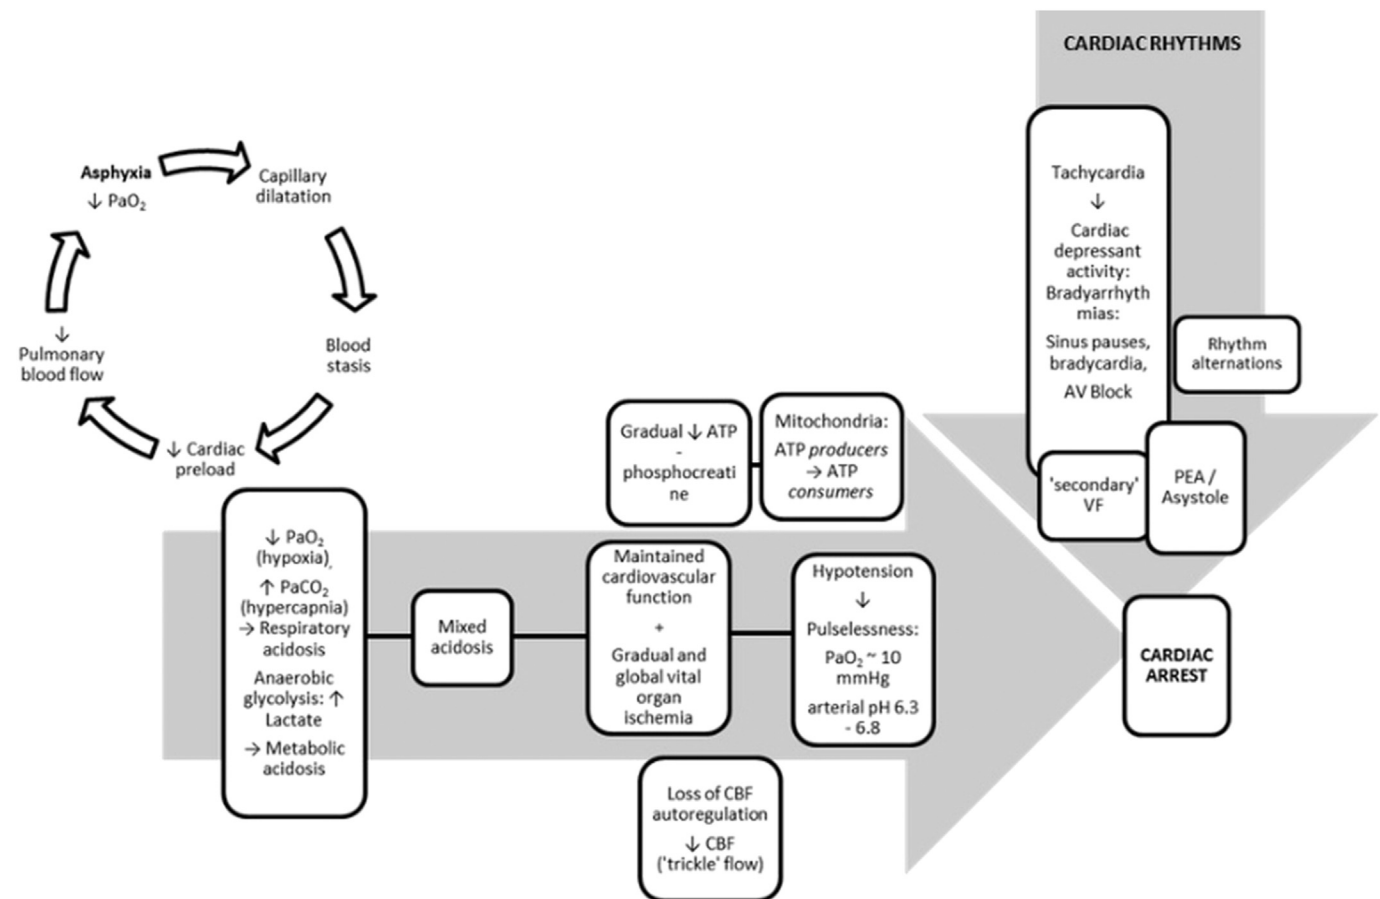 CARDIAC RHYTHMS
Asphyxia
↓ PaO₂
Capillary
dilatation
Blood
stasis
↓ Cardiac
preload
↓
Pulmonary
blood flow
↓ PaO₂
(hypoxia),
↑ PaCO₂
(hypercapnia)
→ Respiratory
acidosis
Anaerobic
glycolysis: ↑
Lactate
→ Metabolic
acidosis
Mixed
acidosis
Gradual ↓ ATP
-
phosphocreati
ne
Mitochondria:
ATP producers
→ ATP
consumers
Maintained
cardiovascular
function
+
Gradual and
global vital
organ
ischemia
Hypotension
↓
Pulselessness:
PaO₂ ~ 10
mmHg
arterial pH 6.3
- 6.8
Loss of CBF
autoregulation
↓ CBF
('trickle' flow)
Tachycardia
↓
Cardiac
depressant
activity:
Bradyarrhyth
mias:
Sinus pauses,
bradycardia,
AV Block
Rhythm
alternations
'secondary'
VF
PEA /
Asystole
CARDIAC
ARREST